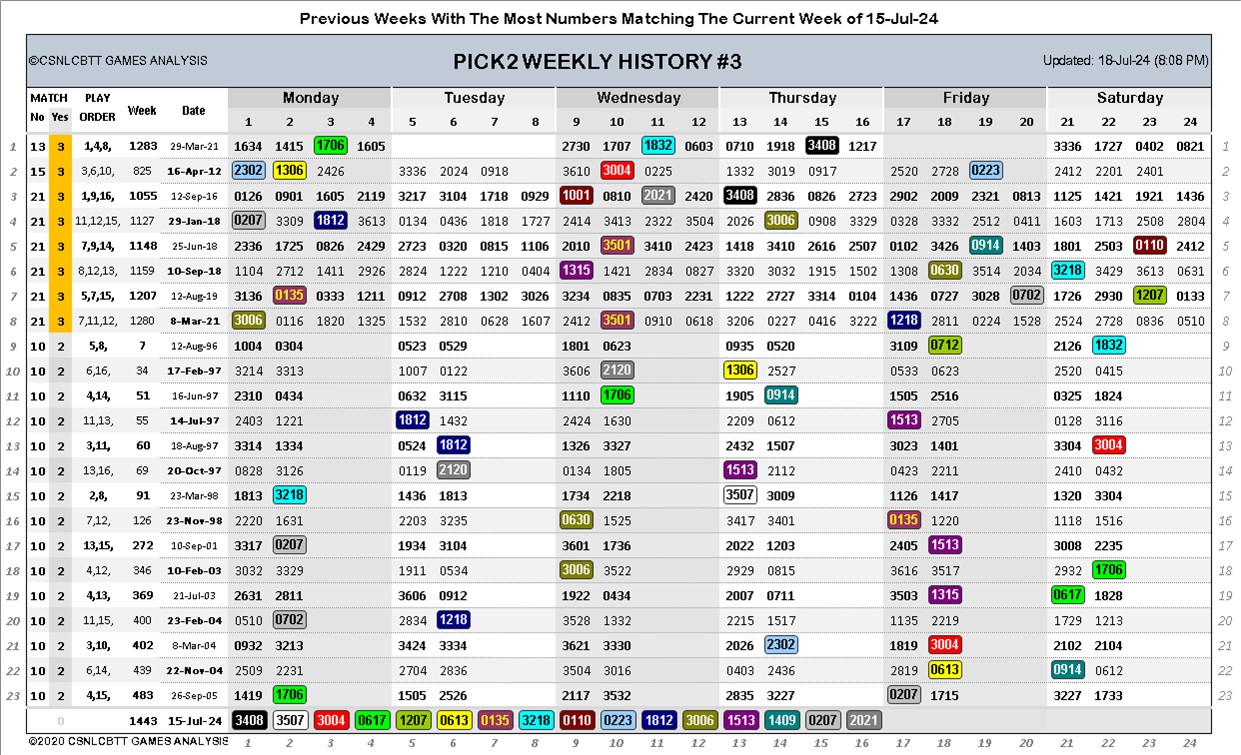 Previous Weeks With The Most Numbers Matching The Current Week of 15-Jul-24
©CSNLCBTT GAMES ANALYSIS PICK2 WEEKLY HISTORY #3 Updated: 18-Jul-24 (8:08 PM)
MATCH PLAY Week Date Monday Tuesday Wednesday Thursday Friday Saturday
No Yes ORDER 1 2 3 4 5 6 7 8 9 10 11 12 13 14 15 16 17 18 19 20 21 22 23 24
1 13 3 1,4,8, 1283 29-Mar-21 1634 1415 1706 1605 2730 1707 1832 0603 0710 1918 3408 1217 3336 1727 0402 0821 1
2 15 3 3,6,10, 825 16-Apr-12 2302 1306 2426 3336 2024 0918 3610 3004 0225 1332 3019 0917 2520 2728 0223 2412 2201 2401 2
3 21 3 1,9,16, 1055 12-Sep-16 0126 0901 1605 2119 3217 3104 1718 0929 1001 0810 2021 2420 3408 2836 0826 2723 2902 2009 2321 0813 1125 1421 1921 1436 3
4 21 3 11,12,15, 1127 29-Jan-18 0207 3309 1812 3613 0134 0436 1818 1727 2414 3413 2322 3504 2026 3006 0908 3329 0328 3332 2512 0411 1603 1713 2508 2804 4
5 21 3 7,9,14, 1148 25-Jun-18 2336 1725 0826 2429 2723 0320 0815 1106 2010 3501 3410 2423 1418 3410 2616 2507 0102 3426 0914 1403 1801 2503 0110 2412 5
6 21 3 8,12,13, 1159 10-Sep-18 1104 2712 1411 2926 2824 1222 1210 0404 1315 1421 2834 0827 3320 3032 1915 1502 1308 0630 3514 2034 3218 3429 3613 0631 6
7 21 3 5,7,15, 1207 12-Aug-19 3136 0135 0333 1211 0912 2708 1302 3026 3234 0835 0703 2231 1222 2727 3314 0104 1436 0727 3028 0702 1726 2930 1207 0133 7
8 21 3 7,11,12, 1280 8-Mar-21 3006 0116 1820 1325 1532 2810 0628 1607 2412 3501 0910 0618 3206 0227 0416 3222 1218 2811 0224 1528 2524 2728 0836 0510 8
9 10 2 5,8, 7 12-Aug-96 1004 0304 0523 0529 1801 0623 0935 0520 3109 0712 2126 1832 9
10 10 2 6,16, 34 17-Feb-97 3214 3313 1007 0122 3606 2120 1306 2527 0533 0623 2520 0415 10
11 10 2 4,14, 51 16-Jun-97 2310 0434 0632 3115 1110 1706 1905 0914 1505 2516 0325 1824 11
12 10 2 11,13, 55 14-Jul-97 2403 1221 1812 1432 2424 1630 2209 0612 1513 2705 0128 3116 12
13 10 2 3,11, 60 18-Aug-97 3314 1334 0524 1812 1326 3327 2432 1507 3023 1401 3304 3004 13
14 10 2 13,16, 69 20-Oct-97 0828 3126 0119 2120 0134 1805 1513 2112 0423 2211 2410 0432 14
15 10 2 2,8, 91 23-Mar-98 1813 3218 1436 1813 1734 2218 3507 3009 1126 1417 1320 3304 15
16 10 2 7,12, 126 23-Nov-98 2220 1631 2203 3235 0630 1525 3417 3401 0135 1220 1118 1516 16
17 10 2 13,15, 272 10-Sep-01 3317 0207 1934 3104 3601 1736 2022 1203 2405 1513 3008 2235 17
18 10 2 4,12, 346 10-Feb-03 3032 3329 1911 0534 3006 3522 2929 0815 3616 3517 2932 1706 18
19 10 2 4,13, 369 21-Jul-03 2631 2811 3606 0912 1922 0434 2007 0711 3503 1315 0617 1828 19
20 10 2 11,15, 400 23-Feb-04 0510 0702 2834 1218 3528 1332 2215 1517 1135 2219 1729 1213 20
21 10 2 3,10, 402 8-Mar-04 0932 3213 3424 3334 3621 3330 2026 2302 1819 3004 2102 2104 21
22 10 2 6,14, 439 22-Nov-04 2509 2231 2704 2836 3504 3016 0403 2436 2819 0613 0914 0612 22
23 10 2 4,15, 483 26-Sep-05 1419 1706 1505 2526 2117 3532 2835 3227 0207 1715 3227 1733 23
0 1443 15-Jul-24 3408 3507 3004 0617 1207 0613 0135 3218 0110 0223 1812 3006 1513 1409 0207 2021
©2020 CSNLCBTT GAMES ANALYSIS 1 2 3 4 5 6 7 8 9 10 11 12 13 14 15 16 17 18 19 20 21 22 23 24